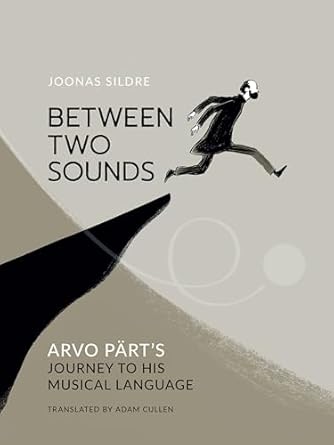 JOONAS SILDRE
BETWEEN
TWO
SOUNDS
ARVO PÄRT'S
JOURNEY TO HIS
MUSICAL LANGUAGE
TRANSLATED BY ADAM CULLEN